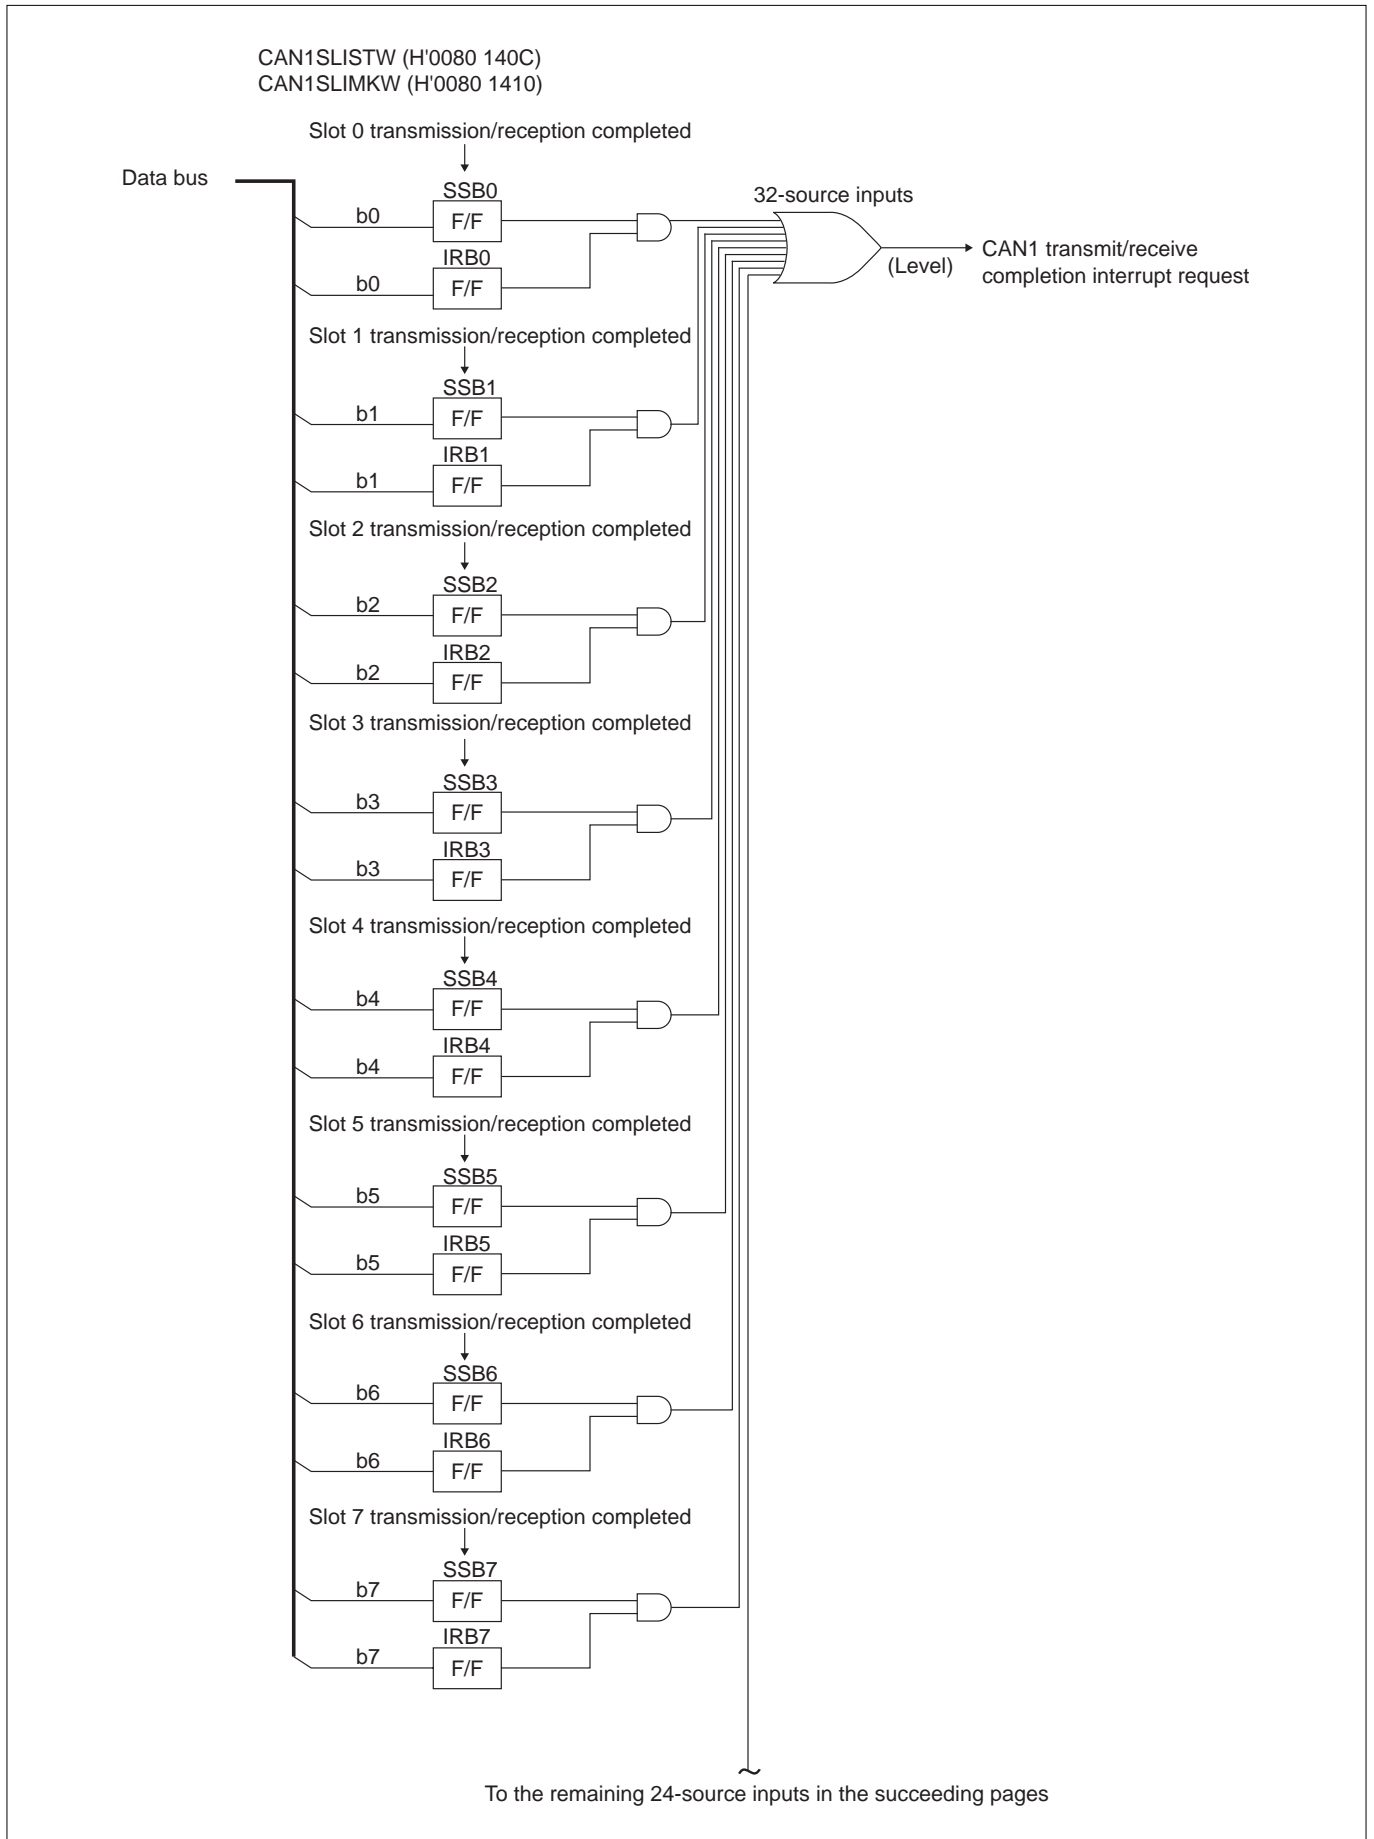 CAN1SLISTW (H'0080 140C)
CAN1SLIMKW (H'0080 1410)
Slot 0 transmission/reception completed
Data bus
SSB0
32-source inputs
b0
F/F
CAN1 transmit/receive
(Level)
completion interrupt request
IRB0
b0
F/F
Slot 1 transmission/reception completed
SSB1
b1
F/F
IRB1
b1
F/F
Slot 2 transmission/reception completed
SSB2
b2
F/F
IRB2
b2
F/F
Slot 3 transmission/reception completed
SSB3
b3
F/F
IRB3
b3
F/F
Slot 4 transmission/reception completed
SSB4
b4
F/F
IRB4
b4
F/F
Slot 5 transmission/reception completed
SSB5
b5
F/F
IRB5
b5
F/F
Slot 6 transmission/reception completed
SSB6
b6
F/F
IRB6
b6
F/F
Slot 7 transmission/reception completed
SSB7
b7
F/F
IRB7
b7
F/F
To the remaining 24-source inputs in the succeeding pages